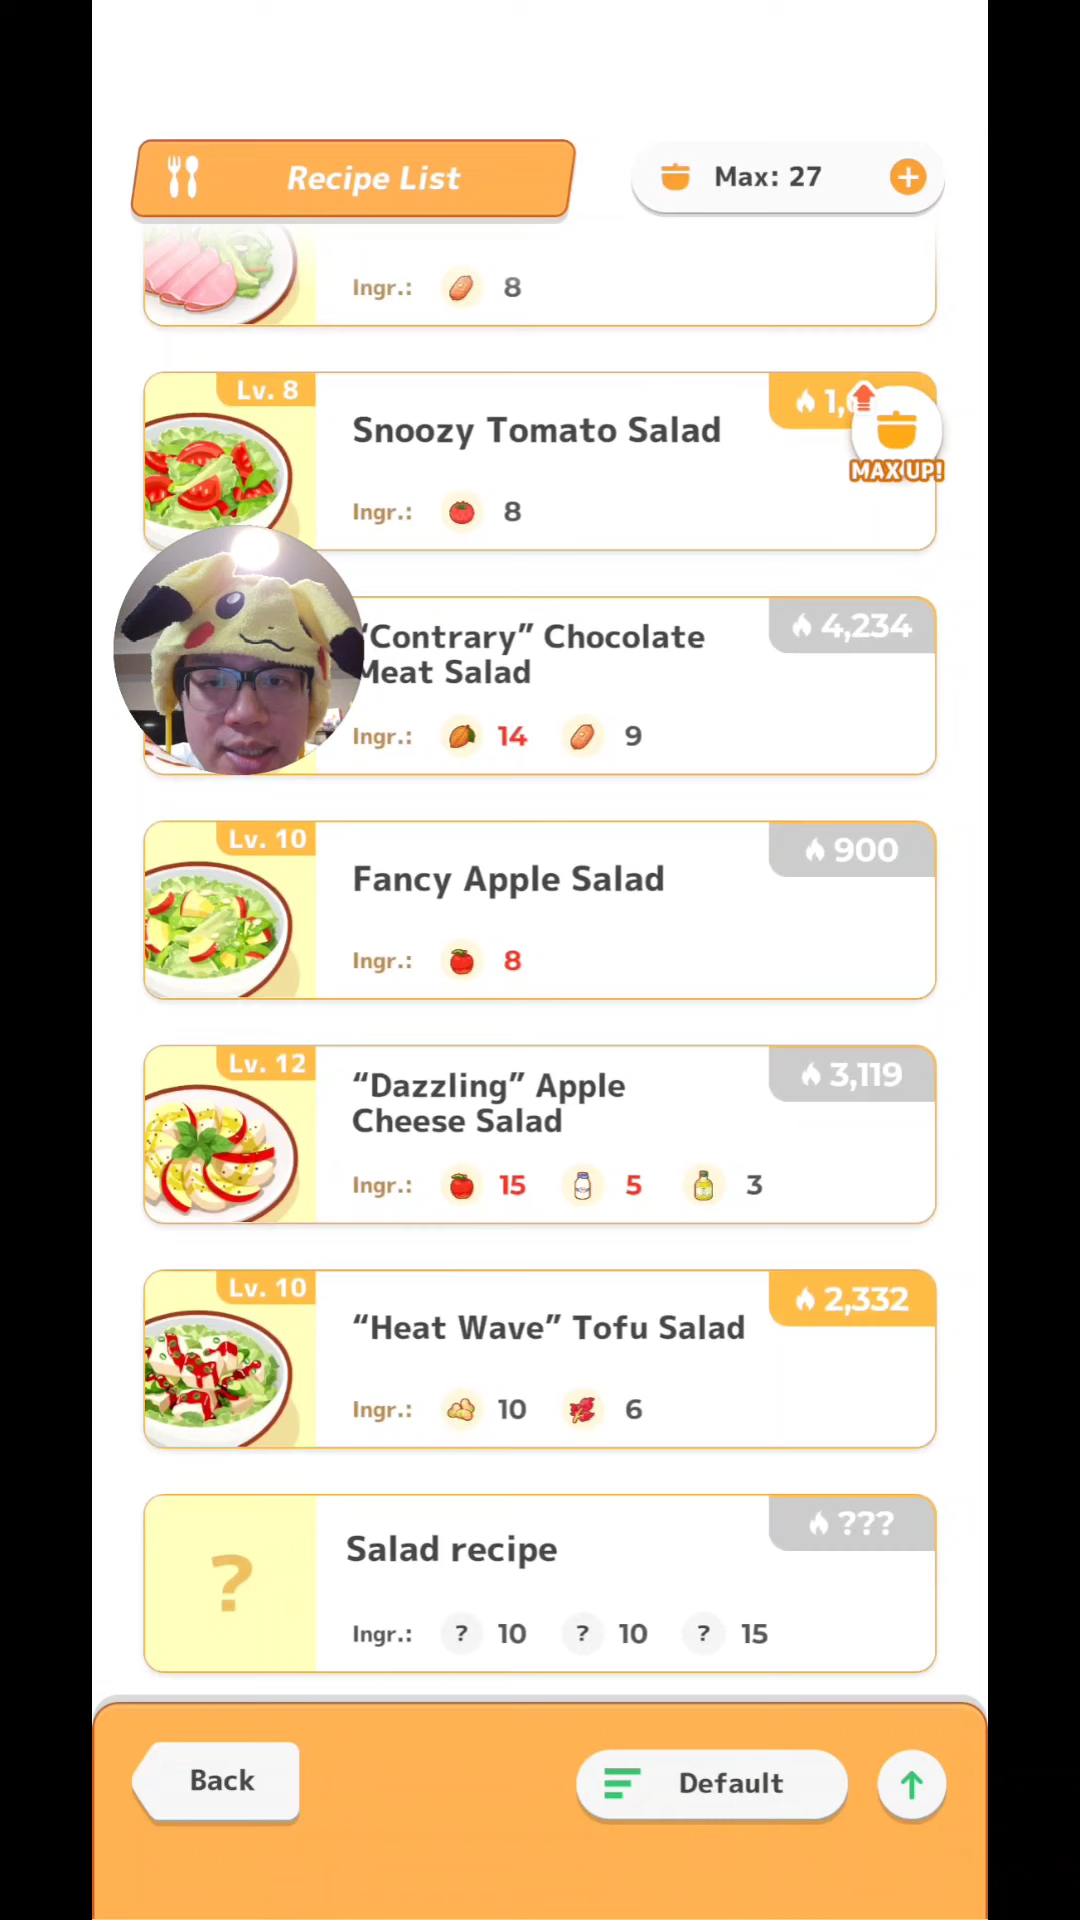 Recipe List
Max: 27
Ingr.: 8
Lv. 8
Snoozy Tomato Salad
MAX UP!
Ingr.: 8
“Contrary” Chocolate
Meat Salad
4,234
Ingr.: 14 9
Lv. 10
Fancy Apple Salad
900
Ingr.: 8
Lv. 12
“Dazzling” Apple
Cheese Salad
3,119
Ingr.: 15 5 3
Lv. 10
“Heat Wave” Tofu Salad
2,332
Ingr.: 10 6
?
Salad recipe
???
Ingr.: ? 10 ? 10 ? 15
Back
Default